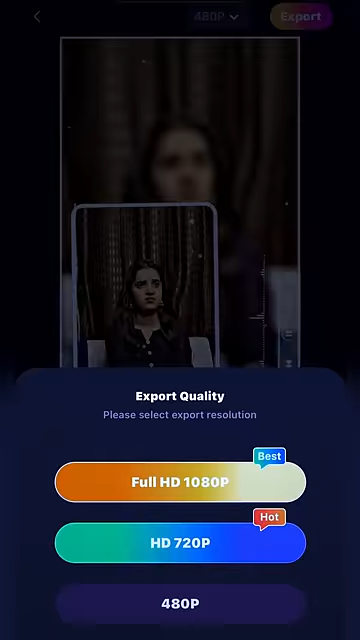 480P
Export
Export Quality
Please select export resolution
Best
Full HD 1080P
Hot
HD 720P
480P